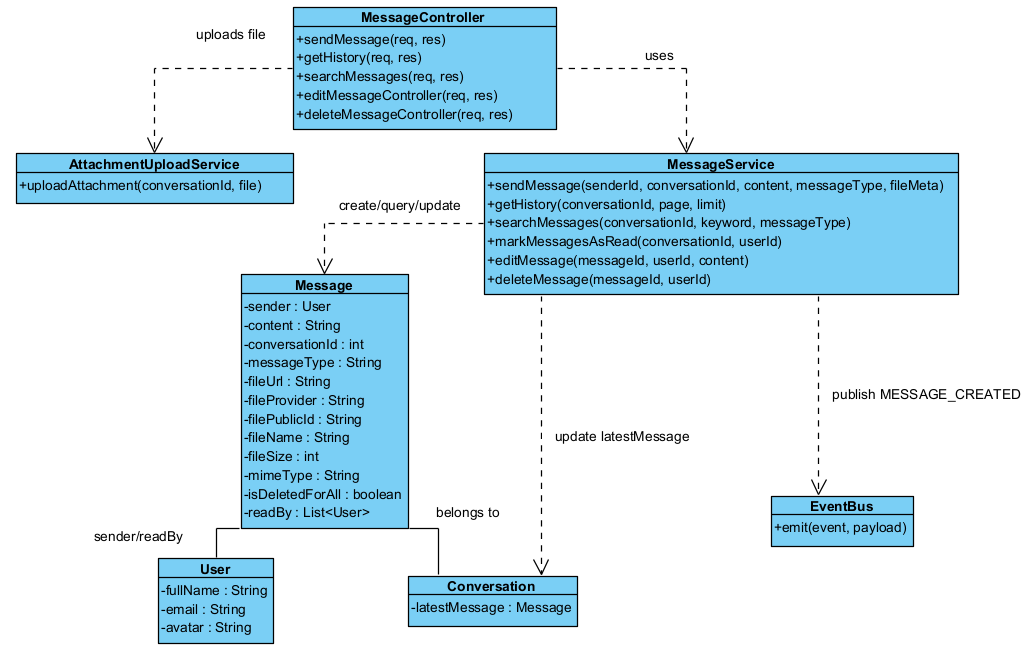 MessageController
+sendMessage(req, res)
+getHistory(req, res)
+searchMessages(req, res)
+editMessageController(req, res)
+deleteMessageController(req, res)
uploads file
uses
AttachmentUploadService
+uploadAttachment(conversationId, file)
MessageService
+sendMessage(senderId, conversationId, content, messageType, fileMeta)
+getHistory(conversationId, page, limit)
+searchMessages(conversationId, keyword, messageType)
+markMessagesAsRead(conversationId, userId)
+editMessage(messageId, userId, content)
+deleteMessage(messageId, userId)
create/query/update
Message
-sender : User
-content : String
-conversationId : int
-messageType : String
-fileUrl : String
-fileProvider : String
-filePublicId : String
-fileName : String
-fileSize : int
-mimeType : String
-isDeletedForAll : boolean
-readBy : List<User>
publish MESSAGE_CREATED
update latestMessage
EventBus
+emit(event, payload)
sender/readBy
belongs to
User
-fullName : String
-email : String
-avatar : String
Conversation
-latestMessage : Message